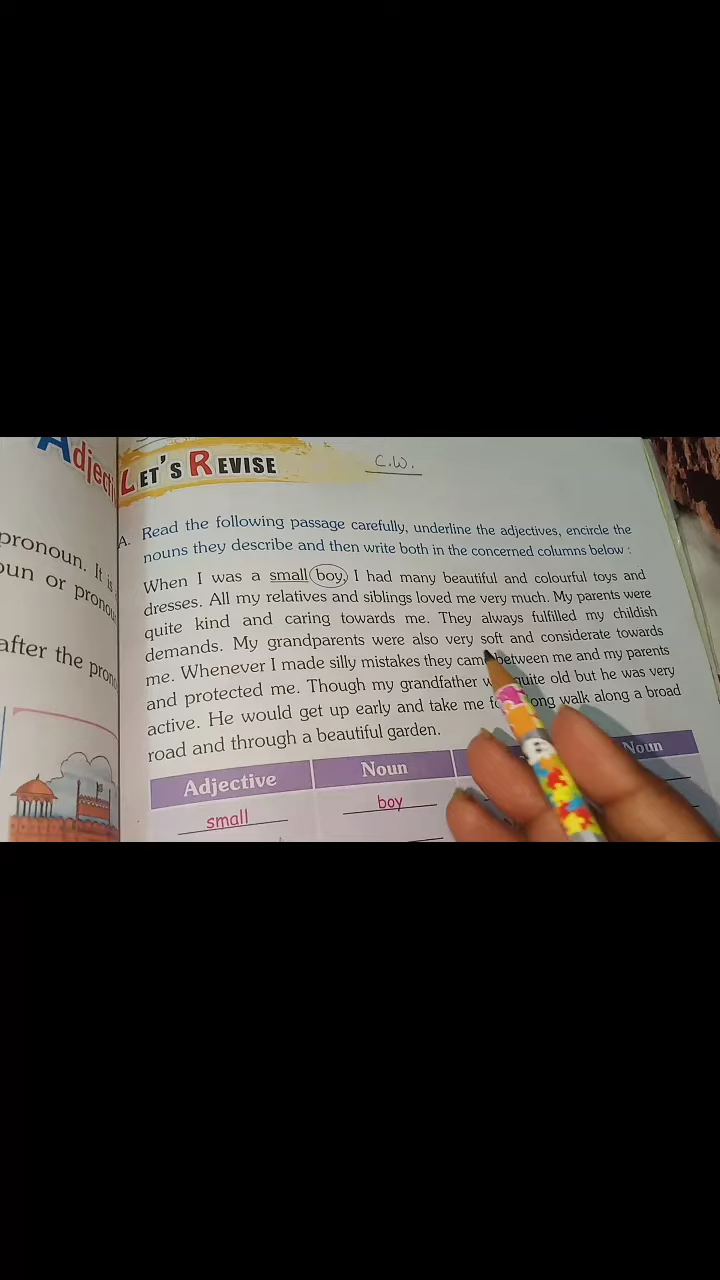 Adjecti
pronoun. It is
oun or pronou
after the pron
LET'S REVISE
C.W.
A. Read the following passage carefully, underline the adjectives, encircle the
nouns they describe and then write both in the concerned columns below :
When I was a small boy, I had many beautiful and colourful toys and
dresses. All my relatives and siblings loved me very much. My parents were
quite kind and caring towards me. They always fulfilled my childish
demands. My grandparents were also very soft and considerate towards
me. Whenever I made silly mistakes they came between me and my parents
and protected me. Though my grandfather w quite old but he was very
active. He would get up early and take me fo ong walk along a broad
road and through a beautiful garden.
Adjective Noun Noun
small boy